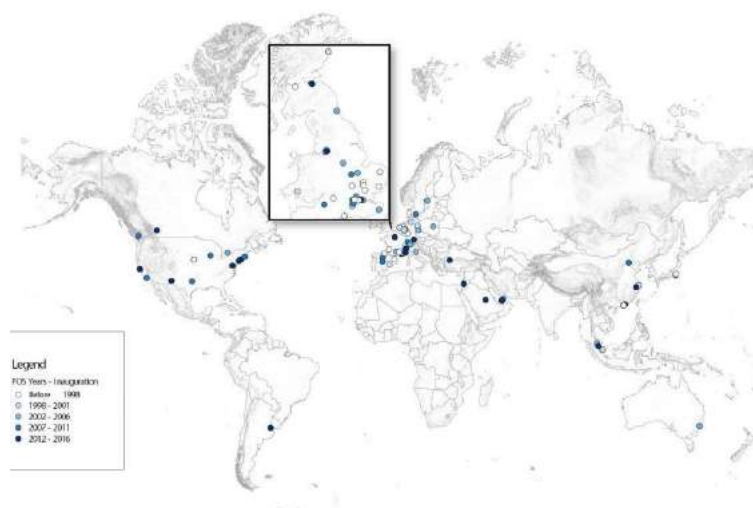 Legend
FOS Years - Inauguration
Before 1998
1998 - 2001
2002 - 2006
2007 - 2011
2012 - 2016